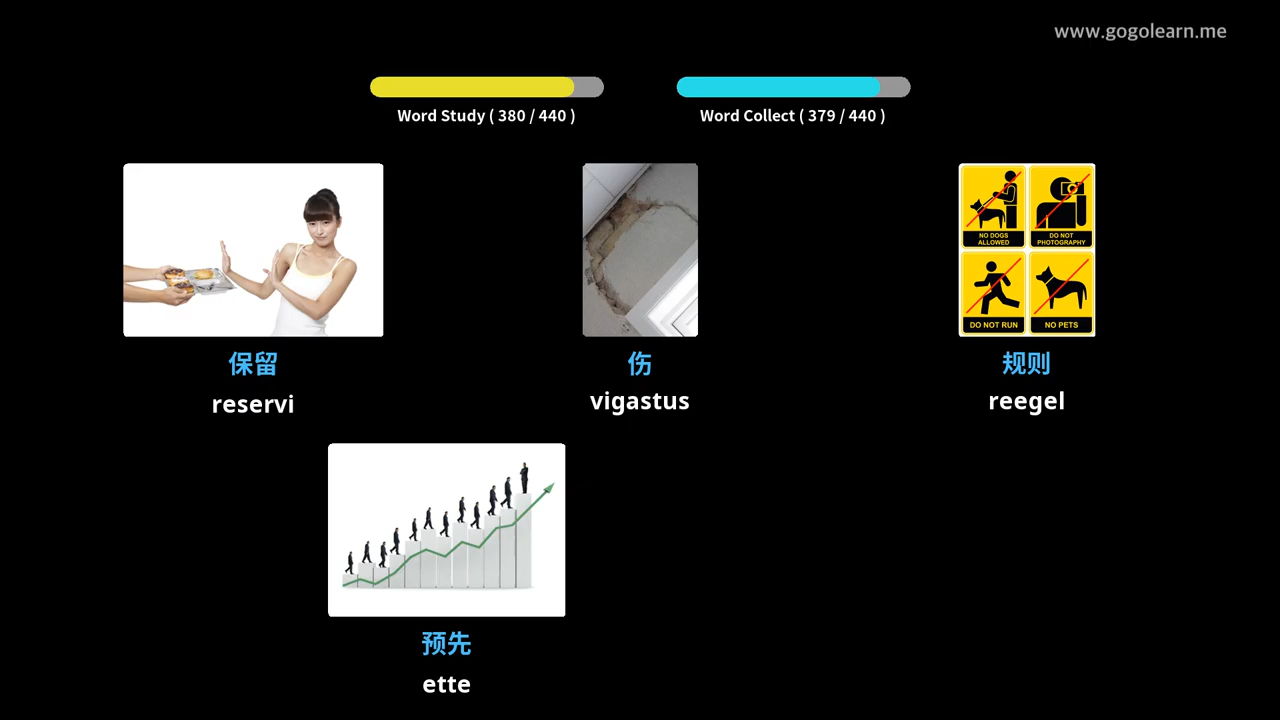 www.gogolearn.me
Word Study ( 380 / 440 )
Word Collect ( 379 / 440 )
NO DOGS
ALLOWED
DO NOT
PHOTOGRAPHY
DO NOT RUN
NO PETS
保留
reservi
伤
vigastus
规则
reegel
预先
ette